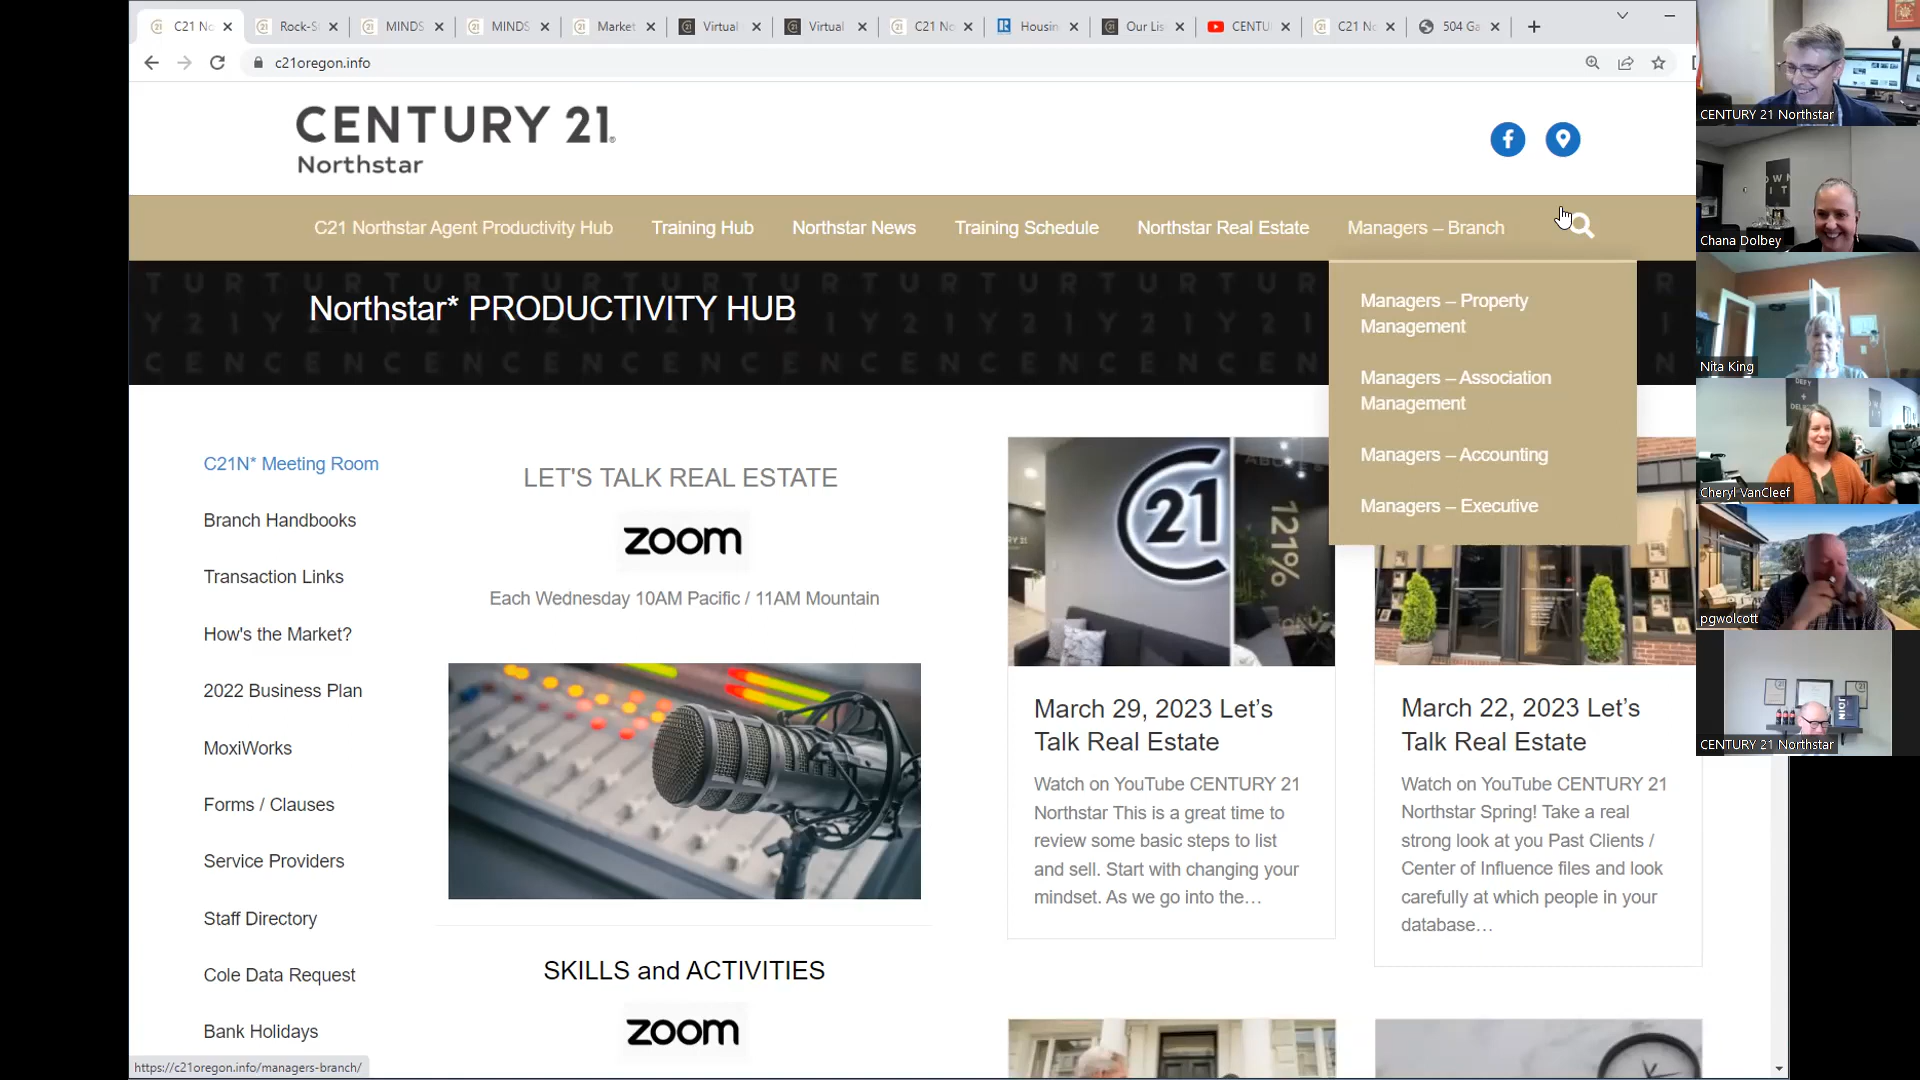 C21 No
Rock-S
MINDS
MINDS
Market
Virtual
Virtual
C21 No
Housin
Our Lis
CENTU
C21 No
504 Ga
c21oregon.info
CENTURY 21®
Northstar
C21 Northstar Agent Productivity Hub
Training Hub
Northstar News
Training Schedule
Northstar Real Estate
Managers – Branch
Managers – Property
Management
Managers – Association
Management
Managers – Accounting
Managers – Executive
Northstar* PRODUCTIVITY HUB
C21N* Meeting Room
Branch Handbooks
Transaction Links
How's the Market?
2022 Business Plan
MoxiWorks
Forms / Clauses
Service Providers
Staff Directory
Cole Data Request
Bank Holidays
LET'S TALK REAL ESTATE
zoom
Each Wednesday 10AM Pacific / 11AM Mountain
SKILLS and ACTIVITIES
zoom
21
121%
March 29, 2023 Let’s
Talk Real Estate
Watch on YouTube CENTURY 21
Northstar This is a great time to
review some basic steps to list
and sell. Start with changing your
mindset. As we go into the…
March 22, 2023 Let’s
Talk Real Estate
Watch on YouTube CENTURY 21
Northstar Spring! Take a real
strong look at you Past Clients /
Center of Influence files and look
carefully at which people in your
database…
CENTURY 21 Northstar
Chana Dolbey
Nita King
Cheryl VanCleef
pgwolcott
JOIN
CENTURY 21 Northstar
https://c21oregon.info/managers-branch/